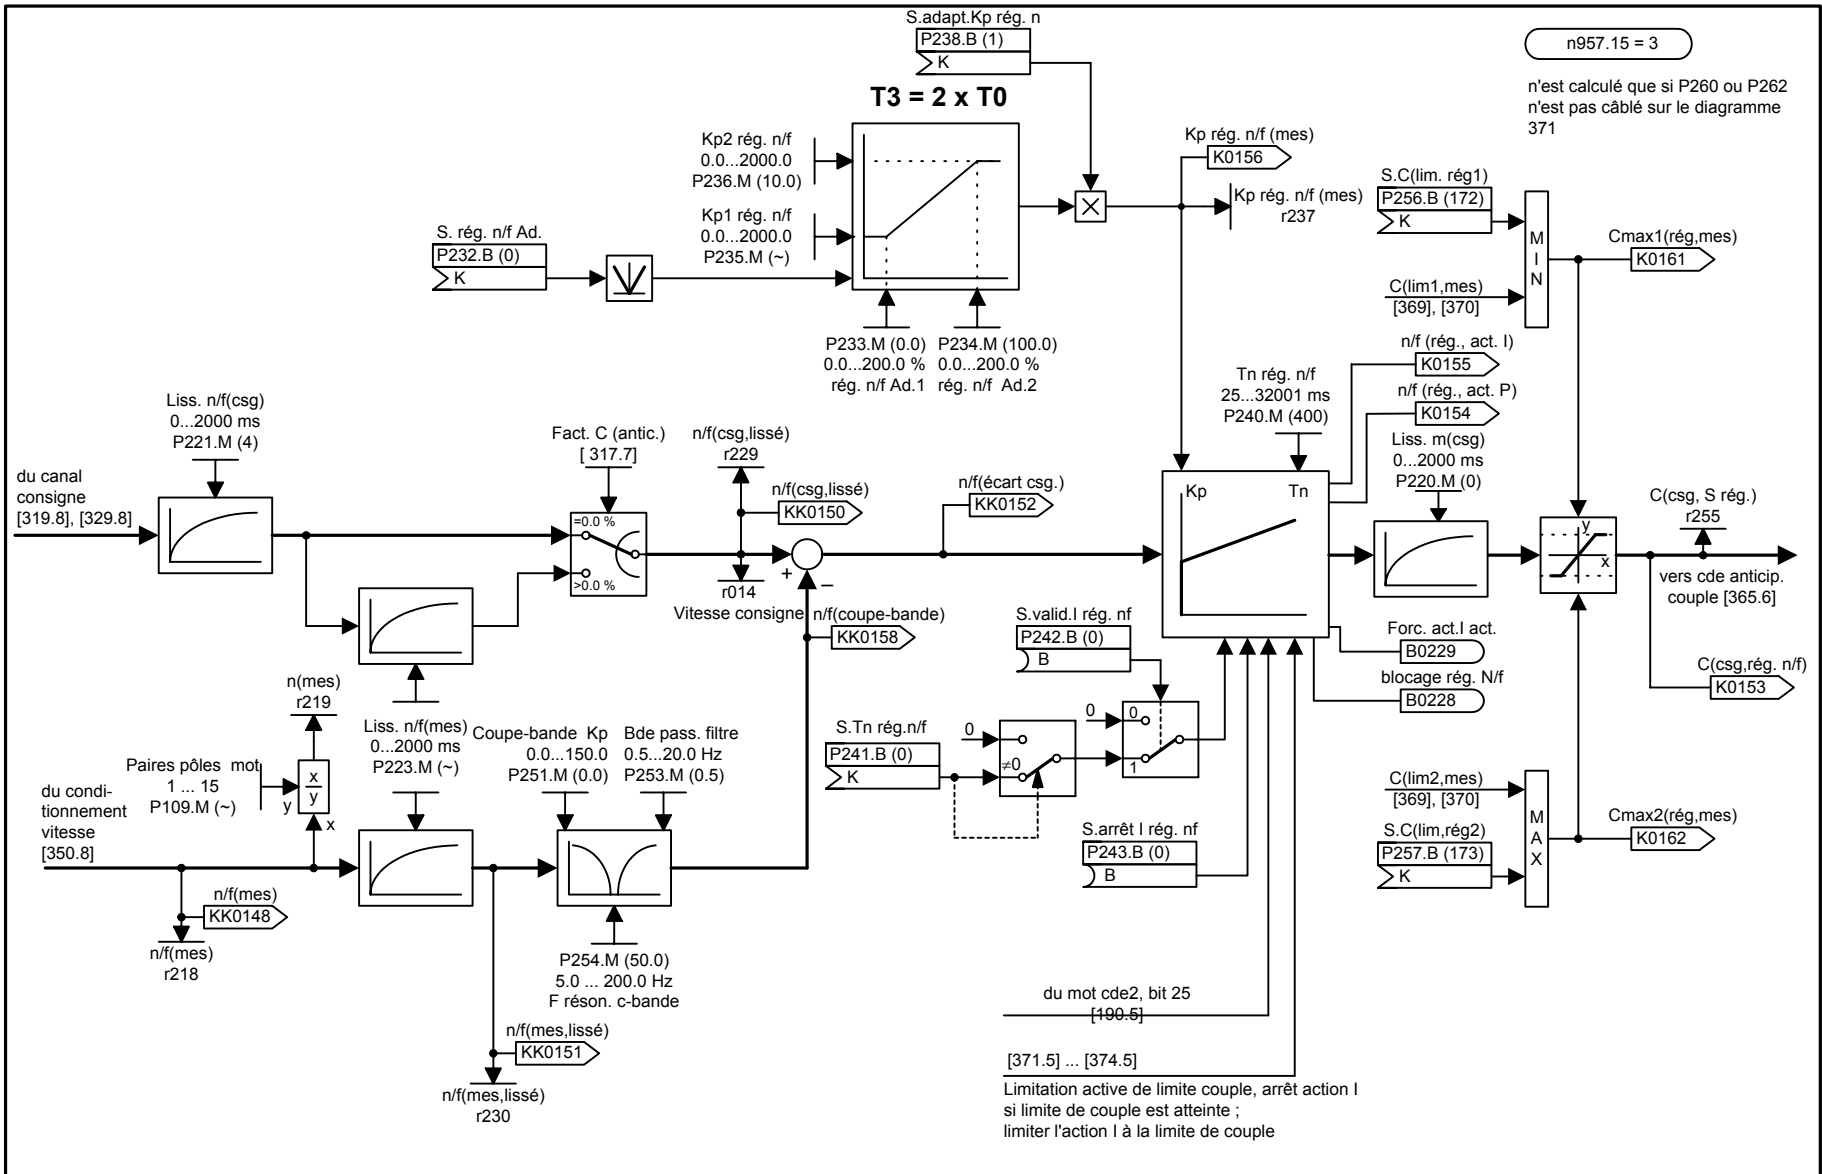 S.adapt.Kp rég. n
P238.B (1)
K
T3 = 2 x T0
n957.15 = 3
n'est calculé que si P260 ou P262
n'est pas câblé sur le diagramme
371
Kp2 rég. n/f
0.0...2000.0
P236.M (10.0)
Kp1 rég. n/f
0.0...2000.0
P235.M (~)
Kp rég. n/f (mes)
K0156
Kp rég. n/f (mes)
r237
S. rég. n/f Ad.
P232.B (0)
K
P233.M (0.0)
0.0...200.0 %
rég. n/f Ad.1
P234.M (100.0)
0.0...200.0 %
rég. n/f Ad.2
S.C(lim. rég1)
P256.B (172)
K
C(lim1,mes)
[369], [370]
M
I
N
Cmax1(rég,mes)
K0161
n/f (rég., act. I)
K0155
n/f (rég., act. P)
K0154
Tn rég. n/f
25...32001 ms
P240.M (400)
Liss. m(csg)
0...2000 ms
P220.M (0)
Liss. n/f(csg)
0...2000 ms
P221.M (4)
du canal
consigne
[319.8], [329.8]
Fact. C (antic.)
[ 317.7]
=0.0 %
>0.0 %
n/f(csg,lissé)
r229
n/f(csg,lissé)
KK0150
r014
Vitesse consigne
+
–
n/f(écart csg.)
KK0152
Kp
Tn
y
x
C(csg, S rég.)
r255
vers cde anticip.
couple [365.6]
n/f(coupe-bande)
KK0158
S.valid.I rég. nf
P242.B (0)
B
Forc. act.I act.
B0229
blocage rég. N/f
B0228
C(csg,rég. n/f)
K0153
n(mes)
r219
Paires pôles mot
1 ... 15
P109.M (~)
y
x
y
x
du condi-
tionnement
vitesse
[350.8]
Liss. n/f(mes)
0...2000 ms
P223.M (~)
Coupe-bande Kp
0.0...150.0
P251.M (0.0)
Bde pass. filtre
0.5...20.0 Hz
P253.M (0.5)
S.Tn rég.n/f
P241.B (0)
K
0
≠0
0
0
1
S.arrêt I rég. nf
P243.B (0)
B
C(lim2,mes)
[369], [370]
S.C(lim,rég2)
P257.B (173)
K
M
A
X
Cmax2(rég,mes)
K0162
n/f(mes)
KK0148
n/f(mes)
r218
P254.M (50.0)
5.0 ... 200.0 Hz
F réson. c-bande
n/f(mes,lissé)
KK0151
n/f(mes,lissé)
r230
du mot cde2, bit 25
[190.5]
[371.5] ... [374.5]
Limitation active de limite couple, arrêt action I
si limite de couple est atteinte ;
limiter l'action I à la limite de couple